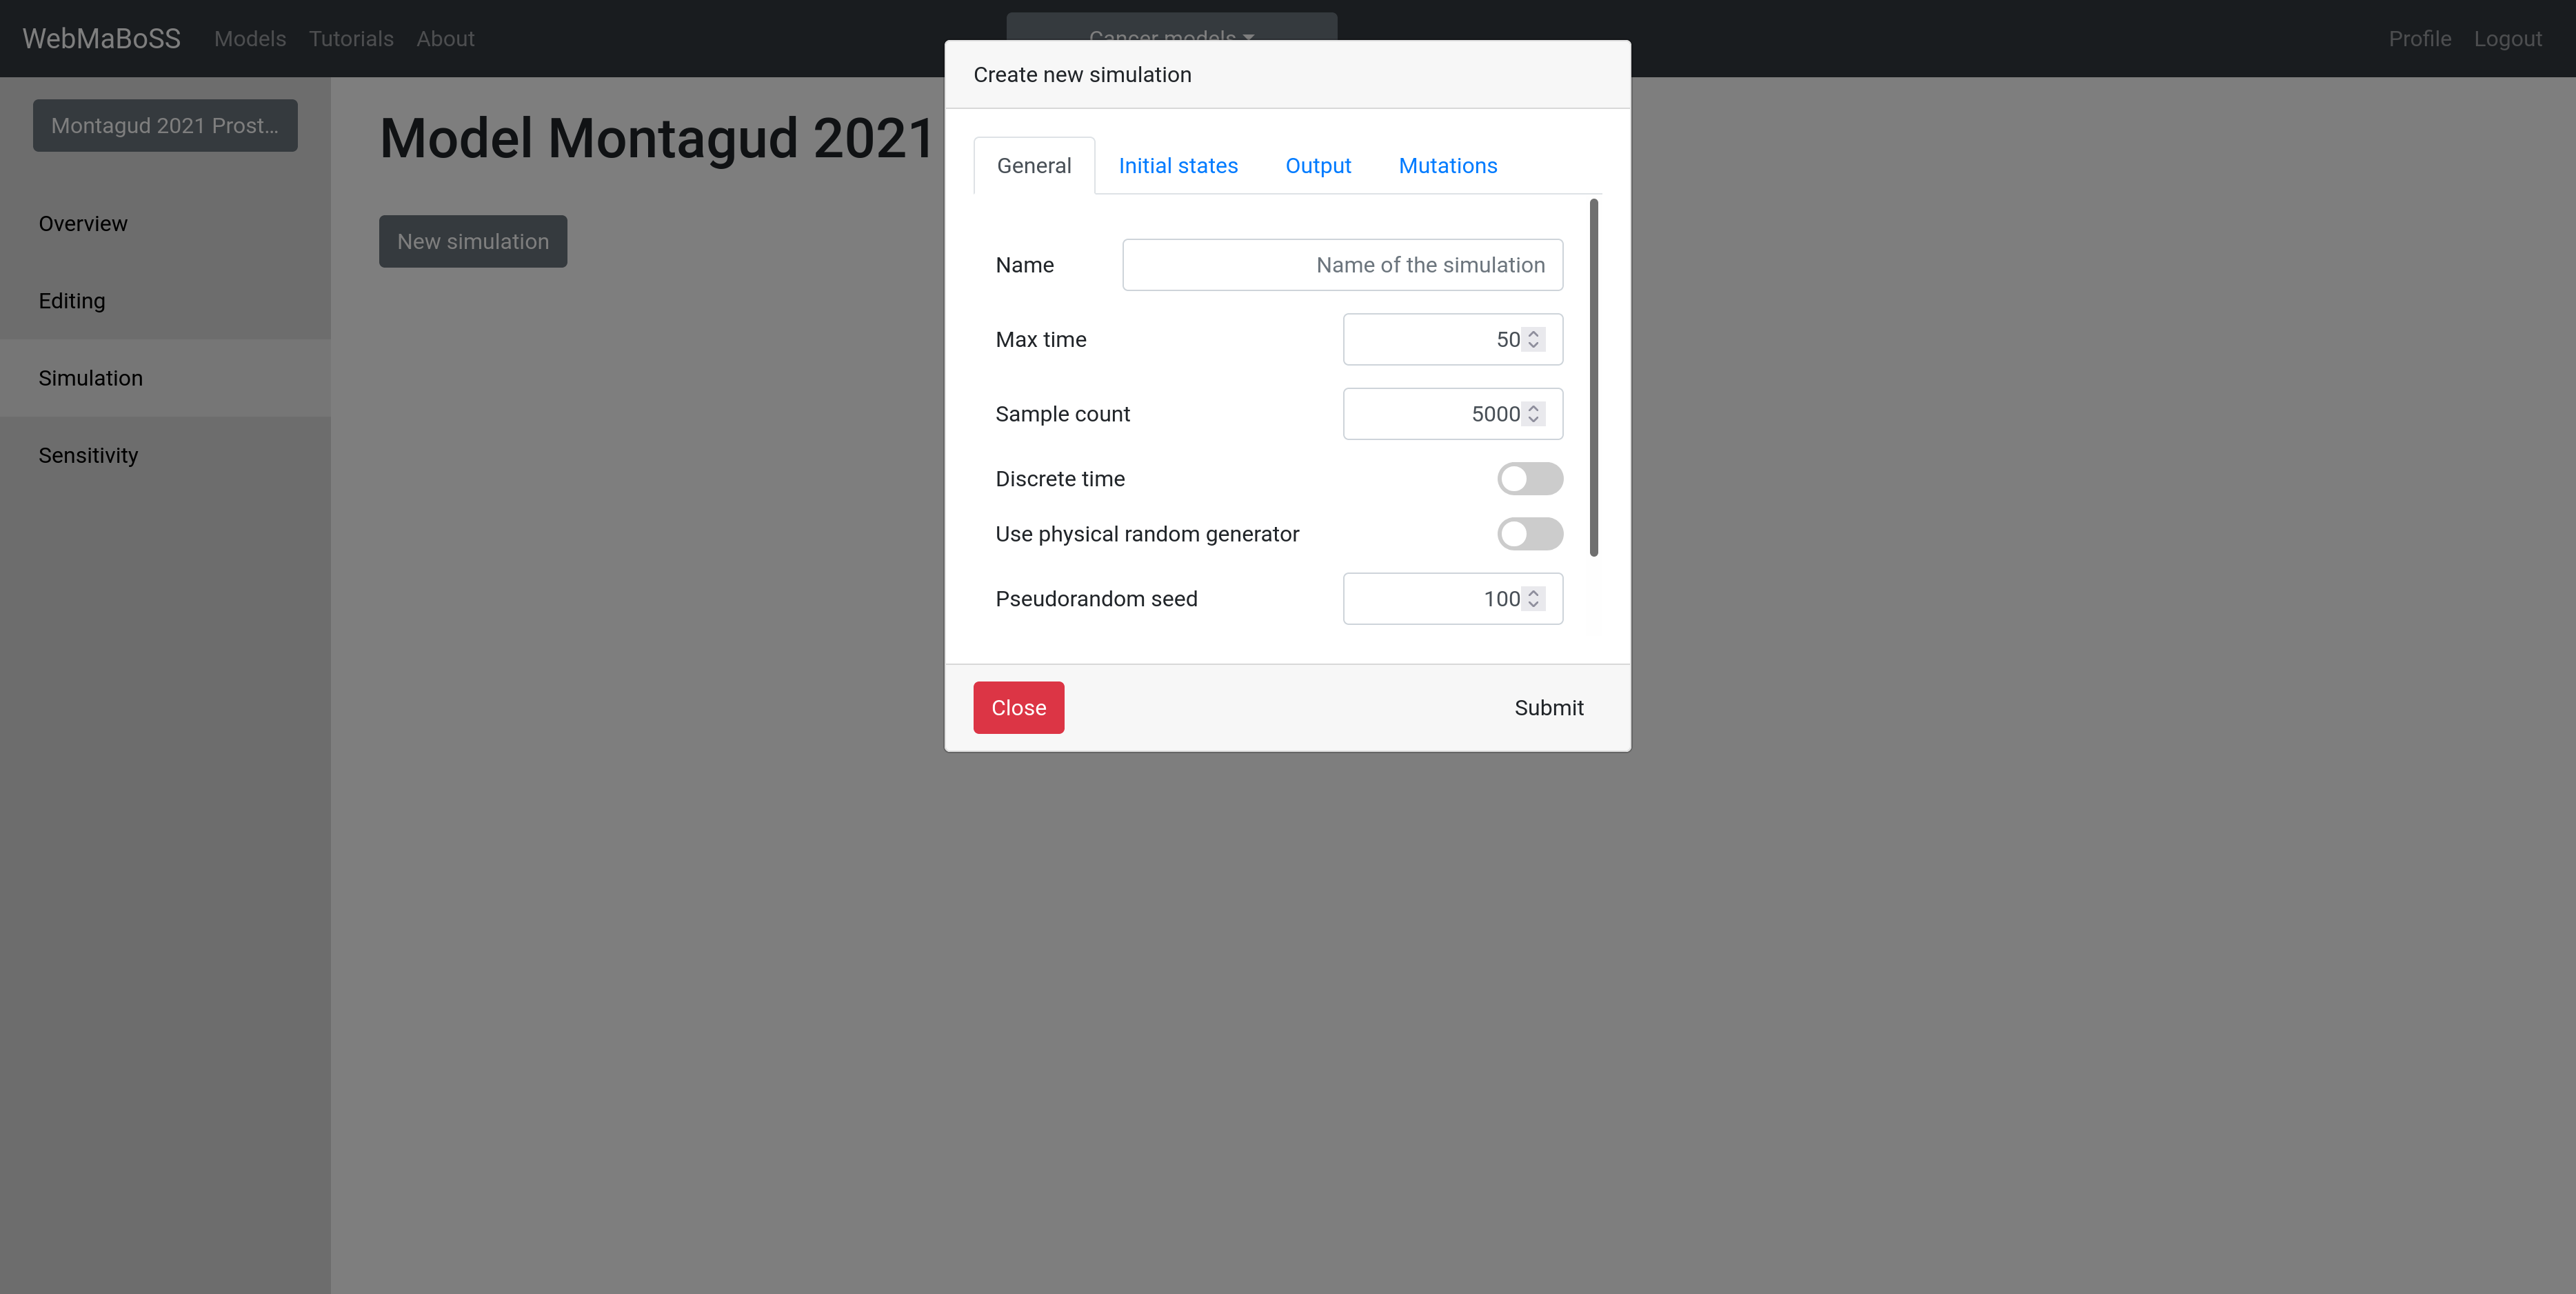 WebMaBoSS Models Tutorials About Cancer models Profile Logout
Montagud 2021 Prost...
Overview
Editing
Simulation
Sensitivity
Model Montagud 2021
New simulation
Create new simulation
General Initial states Output Mutations
Name Name of the simulation
Max time 50
Sample count 5000
Discrete time
Use physical random generator
Pseudorandom seed 100
Close Submit